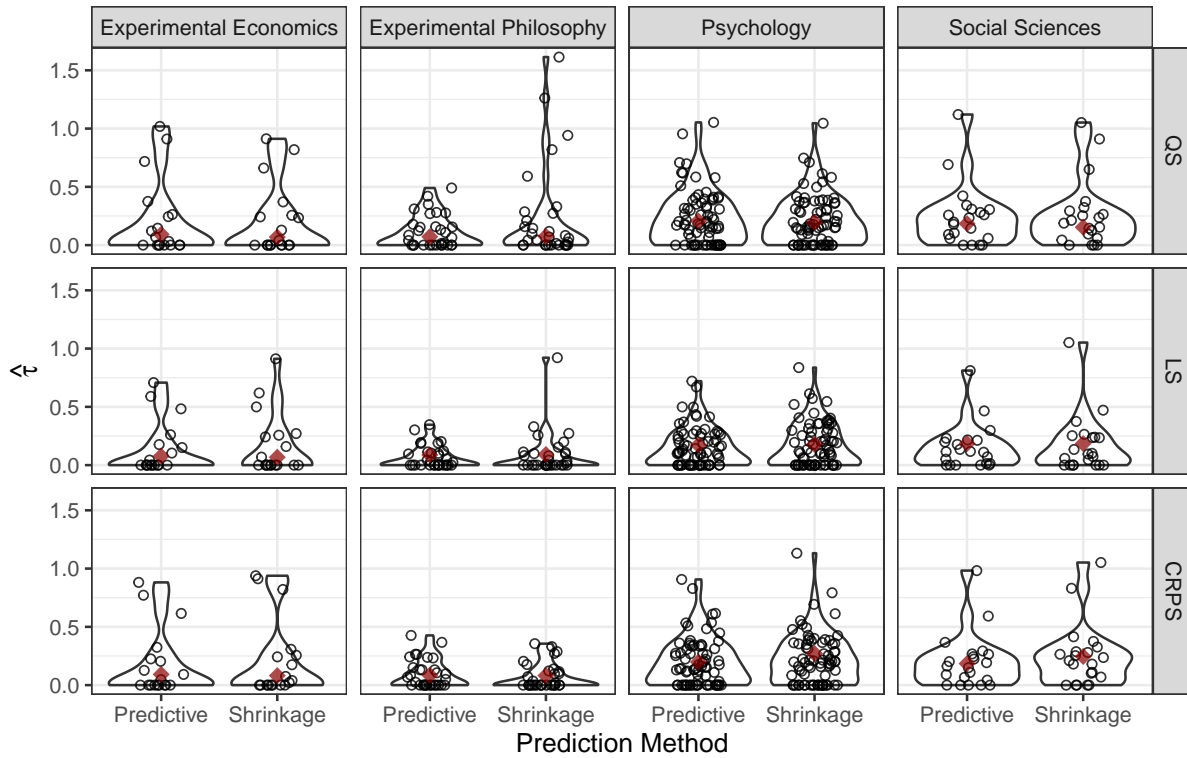 Experimental Economics
Experimental Philosophy
Psychology
Social Sciences
1.5
1.0
0.5
0.0
QS
1.5
1.0
0.5
0.0
LS
1.5
1.0
0.5
0.0
CRPS
τ̂
Predictive Shrinkage
Predictive Shrinkage
Predictive Shrinkage
Predictive Shrinkage
Prediction Method